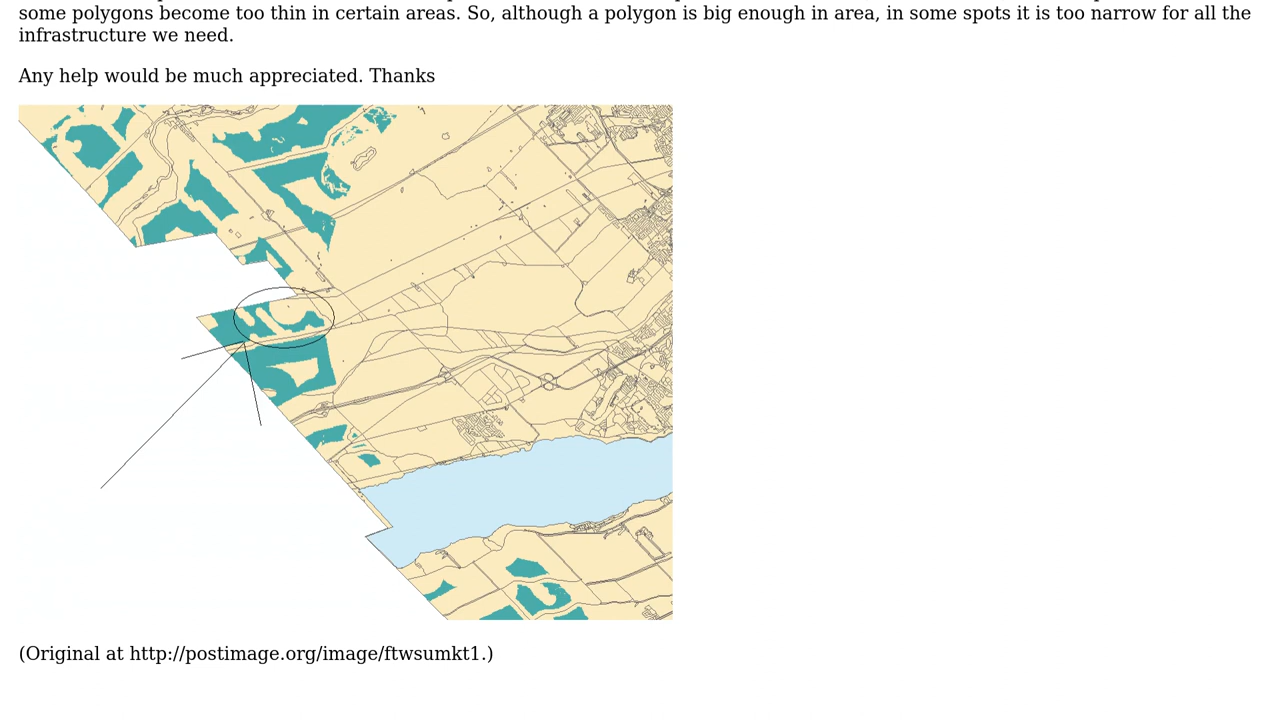 some polygons become too thin in certain areas. So, although a polygon is big enough in area, in some spots it is too narrow for all the
infrastructure we need.
Any help would be much appreciated. Thanks
(Original at http://postimage.org/image/ftwsumkt1.)